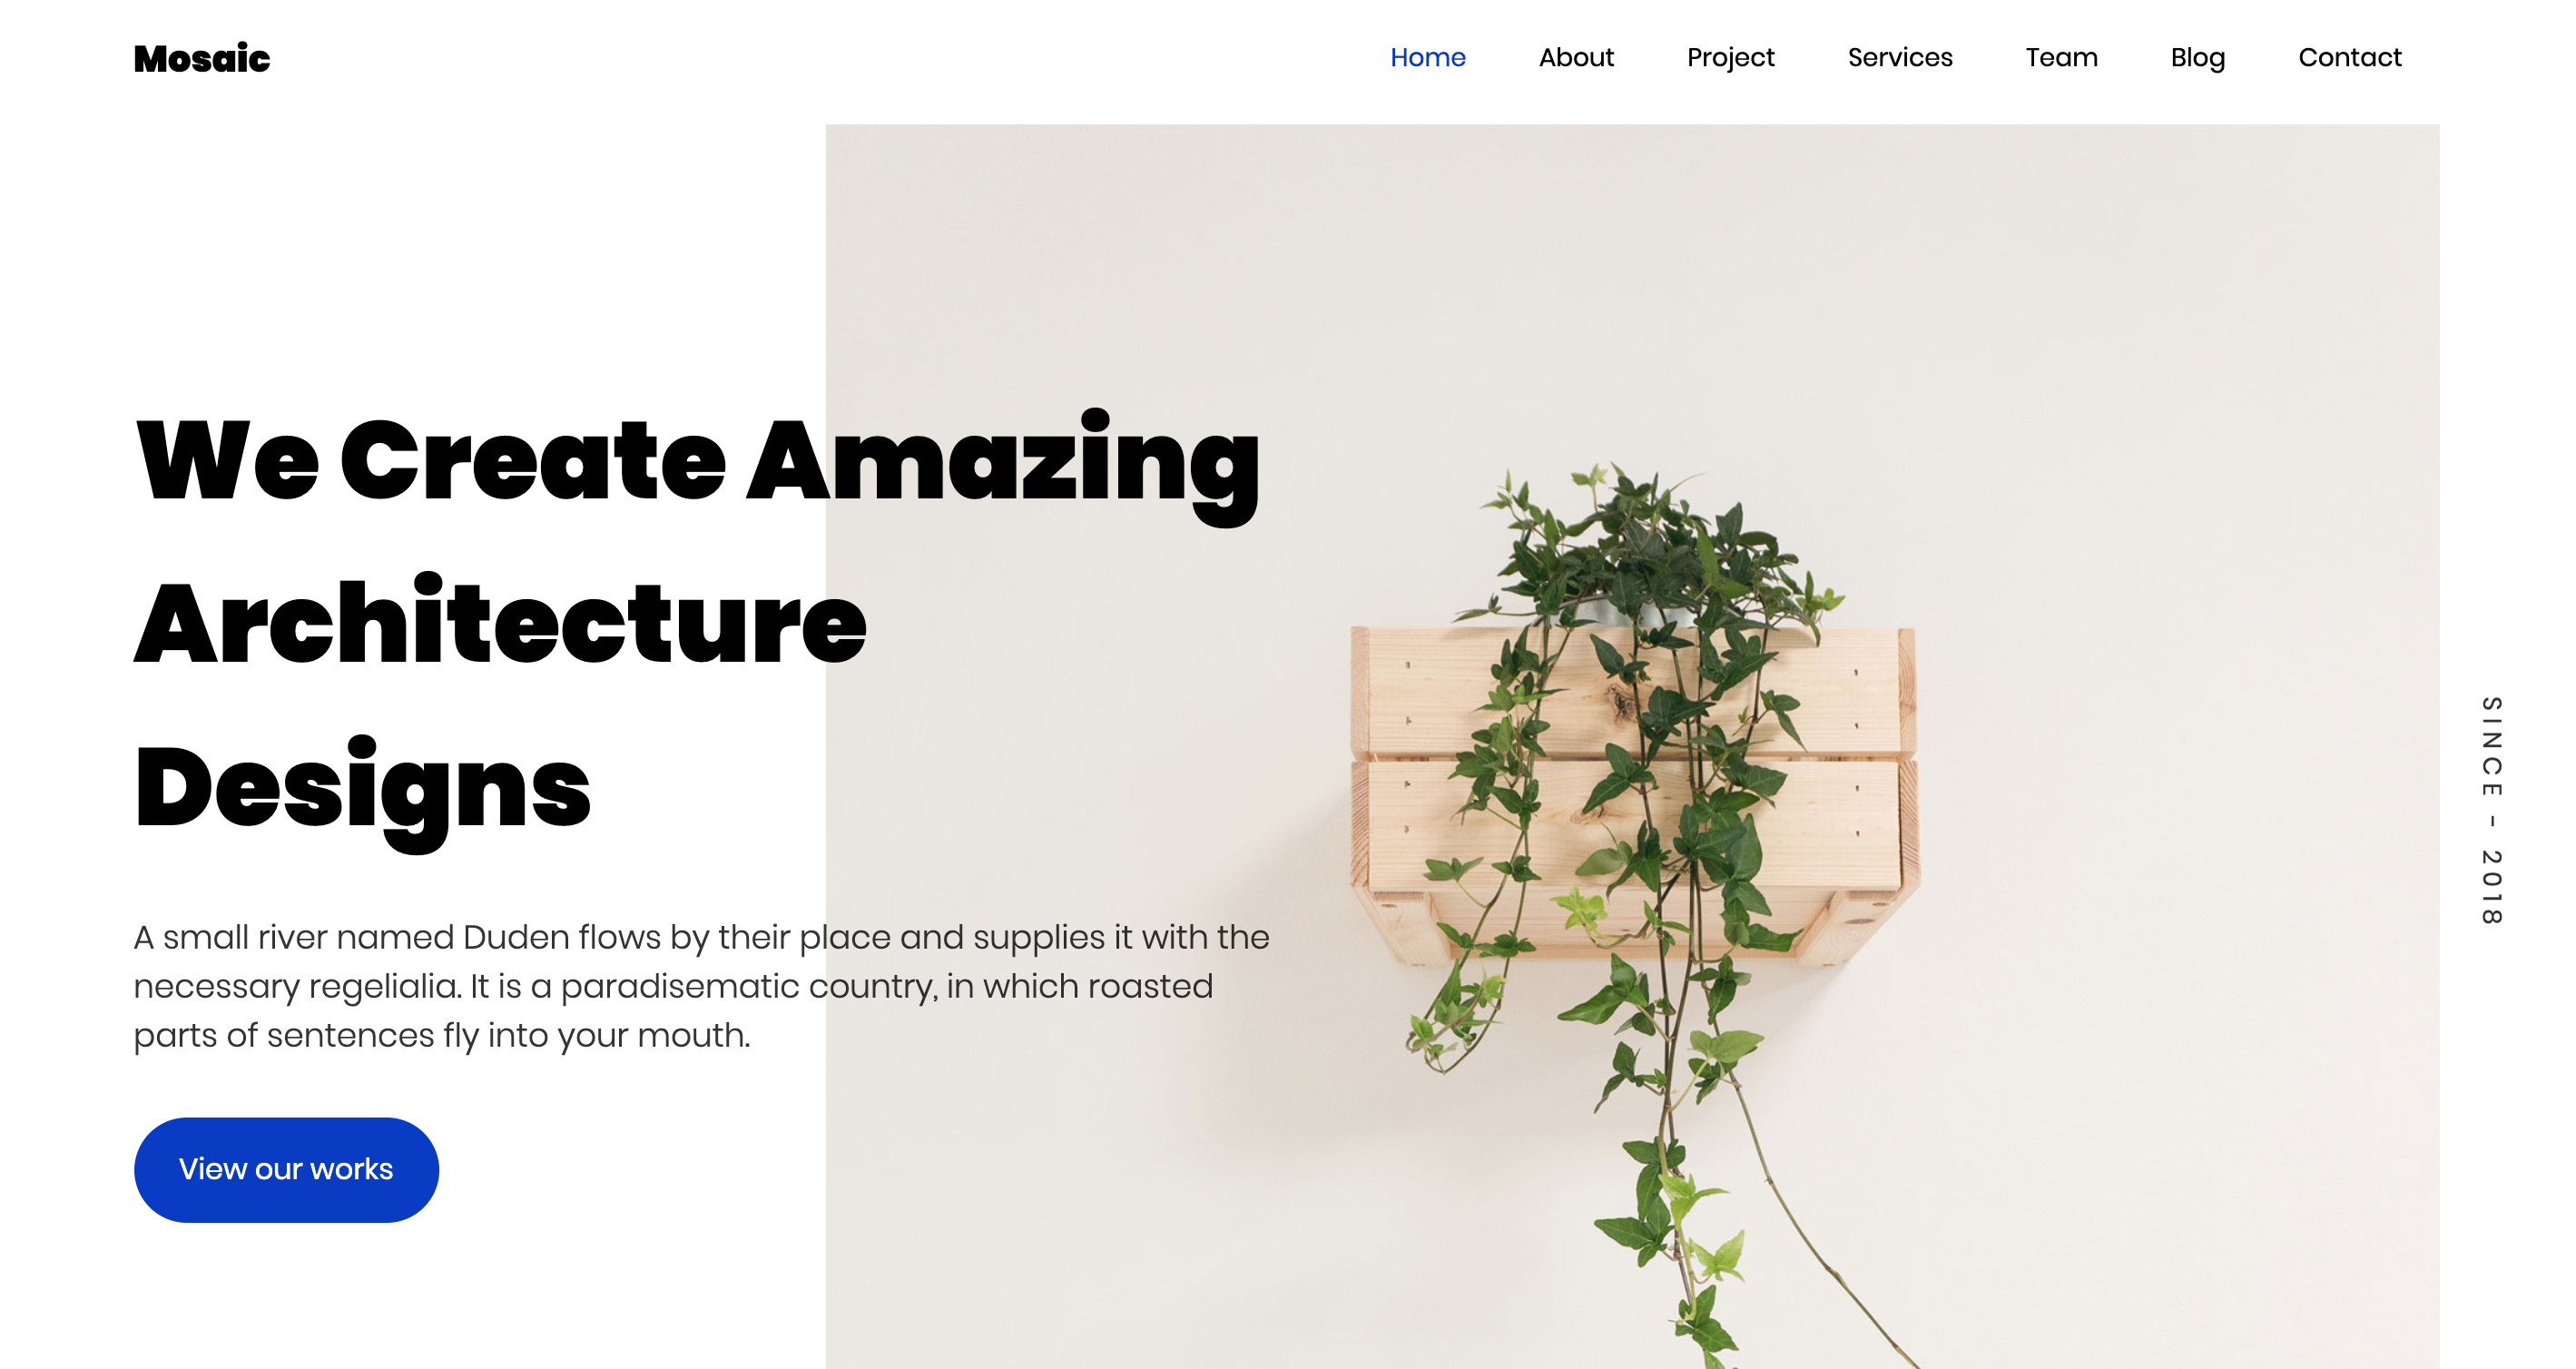 Mosaic
Home About Project Services Team Blog Contact
We Create Amazing
Architecture
Designs
A small river named Duden flows by their place and supplies it with the
necessary regelialia. It is a paradisematic country, in which roasted
parts of sentences fly into your mouth.
View our works
SINCE - 2018